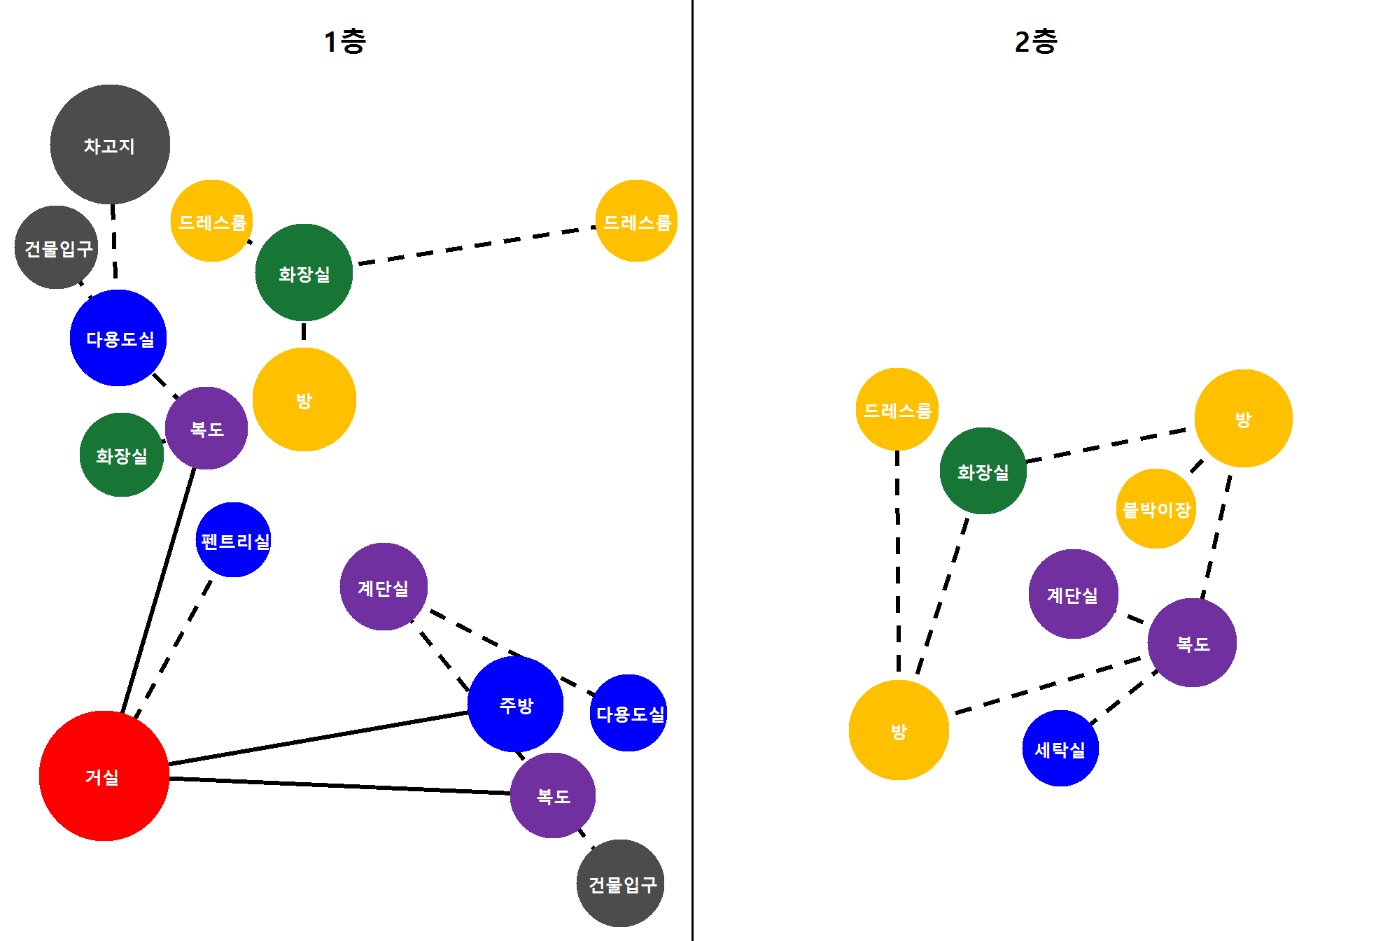 1층
차고지
드레스룸
드레스룸
건물입구
화장실
다용도실
방
복도
화장실
펜트리실
계단실
주방
다용도실
거실
복도
건물입구
2층
드레스룸
방
화장실
붙박이장
계단실
복도
방
세탁실